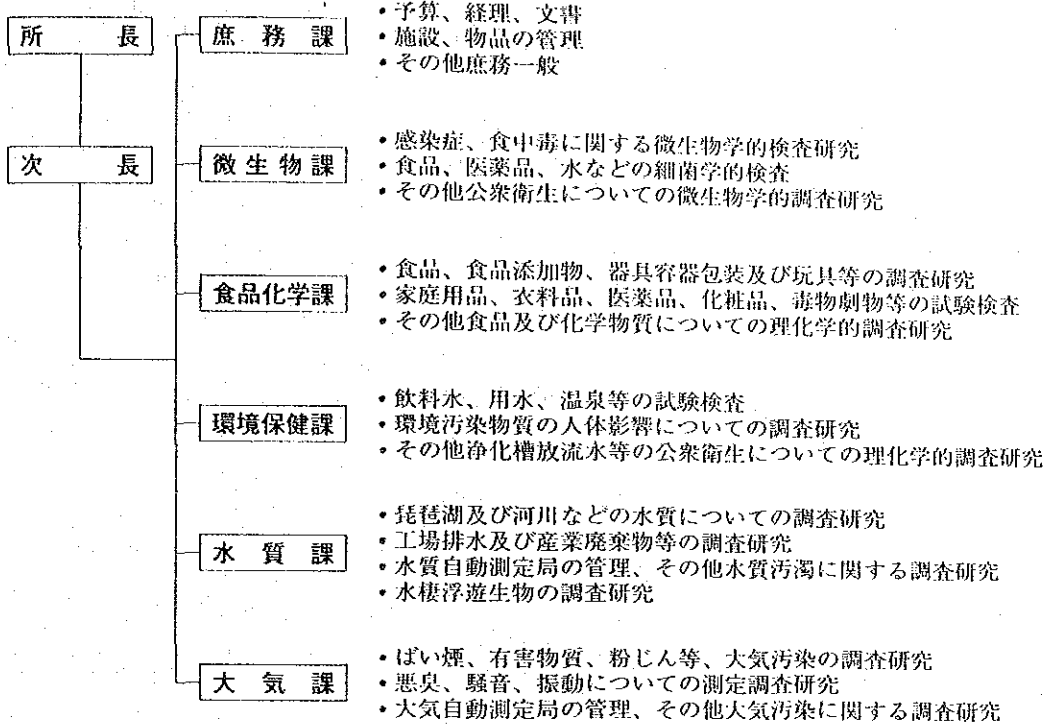 所長
次長
庶務課
・予算、経理、文書
・施設、物品の管理
・その他庶務一般
微生物課
・感染症、食中毒に関する微生物学的検査研究
・食品、医薬品、水などの細菌学的検査
・その他公衆衛生についての微生物学的調査研究
食品化学課
・食品、食品添加物、器具容器包装及び玩具等の調査研究
・家庭用品、衣料品、医薬品、化粧品、毒物劇物等の試験検査
・その他食品及び化学物質についての理化学的調査研究
環境保健課
・飲料水、用水、温泉等の試験検査
・環境汚染物質の人体影響についての調査研究
・その他浄化槽放流水等の公衆衛生についての理化学的調査研究
水質課
・琵琶湖及び河川などの水質についての調査研究
・工場排水及び産業廃棄物等の調査研究
・水質自動測定局の管理、その他水質汚濁に関する調査研究
・水棲浮遊生物の調査研究
大気課
・ばい煙、有害物質、粉じん等、大気汚染の調査研究
・悪臭、騒音、振動についての測定調査研究
・大気自動測定局の管理、その他大気汚染に関する調査研究